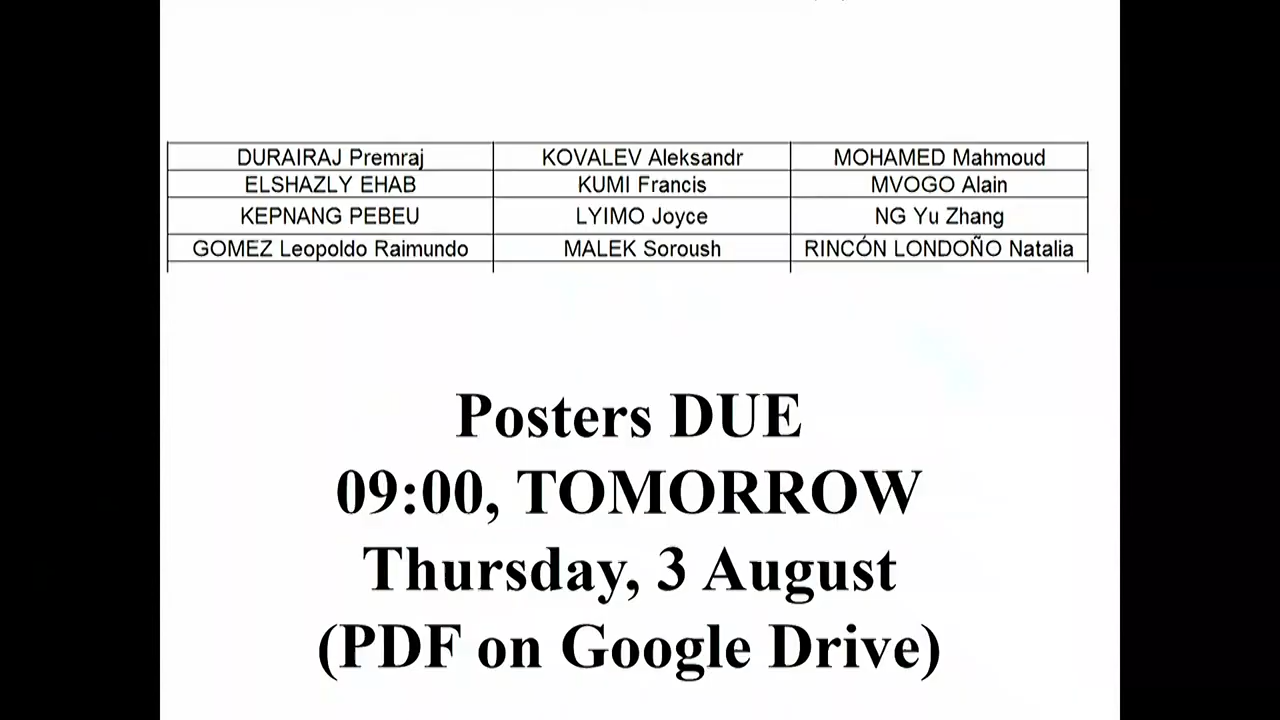 DURAIRAJ Premraj KOVALEV Aleksandr MOHAMED Mahmoud
ELSHAZLY EHAB KUMI Francis MVOGO Alain
KEPNANG PEBEU LYIMO Joyce NG Yu Zhang
GOMEZ Leopoldo Raimundo MALEK Soroush RINCÓN LONDOÑO Natalia
Posters DUE
09:00, TOMORROW
Thursday, 3 August
(PDF on Google Drive)